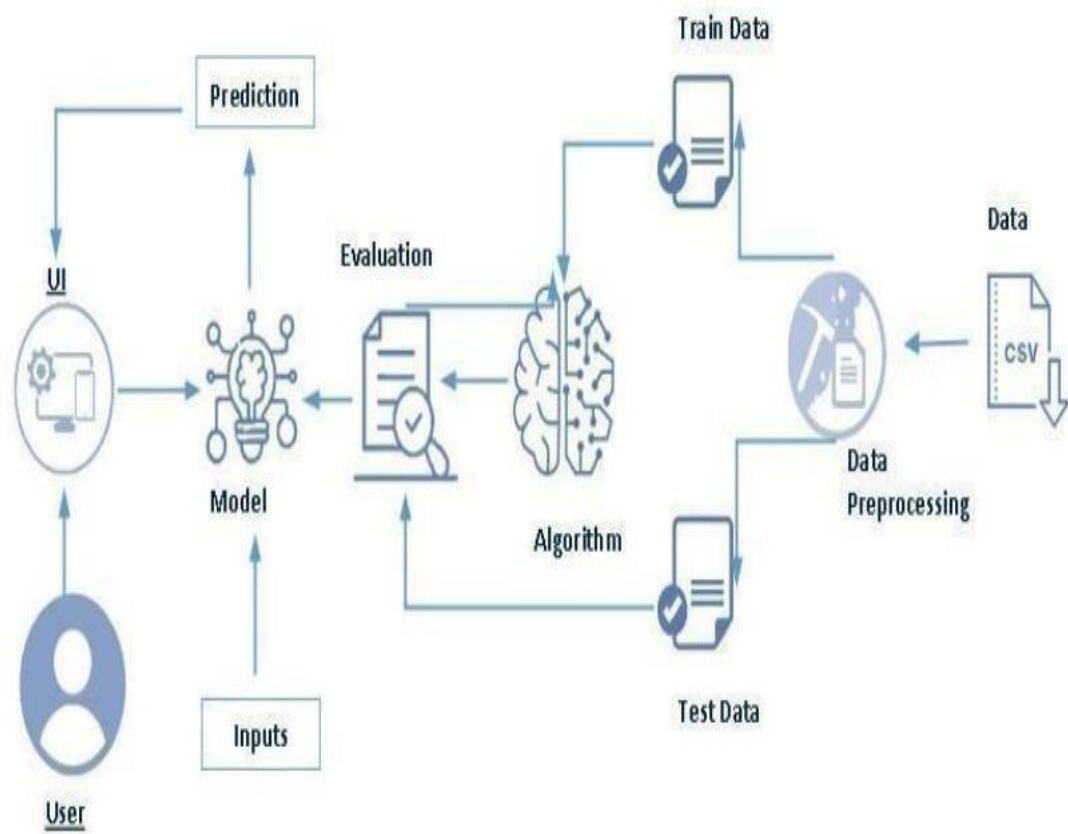 Train Data
Prediction
Data
Evaluation
UI
CSV
Data
Preprocessing
Model
Algorithm
Test Data
Inputs
User